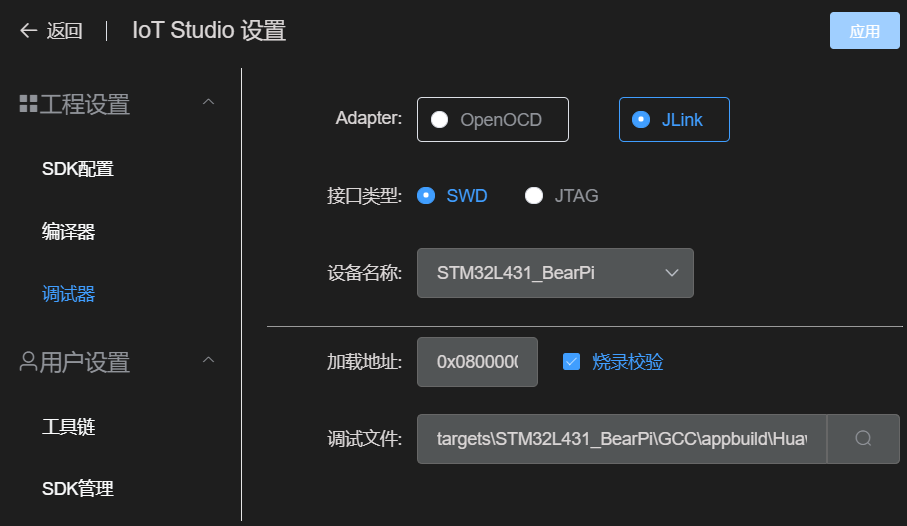 返回 IoT Studio 设置 应用
工程设置
SDK配置
编译器
调试器
用户设置
工具链
SDK管理
Adapter: OpenOCD JLink
接口类型: SWD JTAG
设备名称: STM32L431_BearPi
加载地址: 0x0800000 烧录校验
调试文件: targets\STM32L431_BearPi\GCC\appbuild\Hua